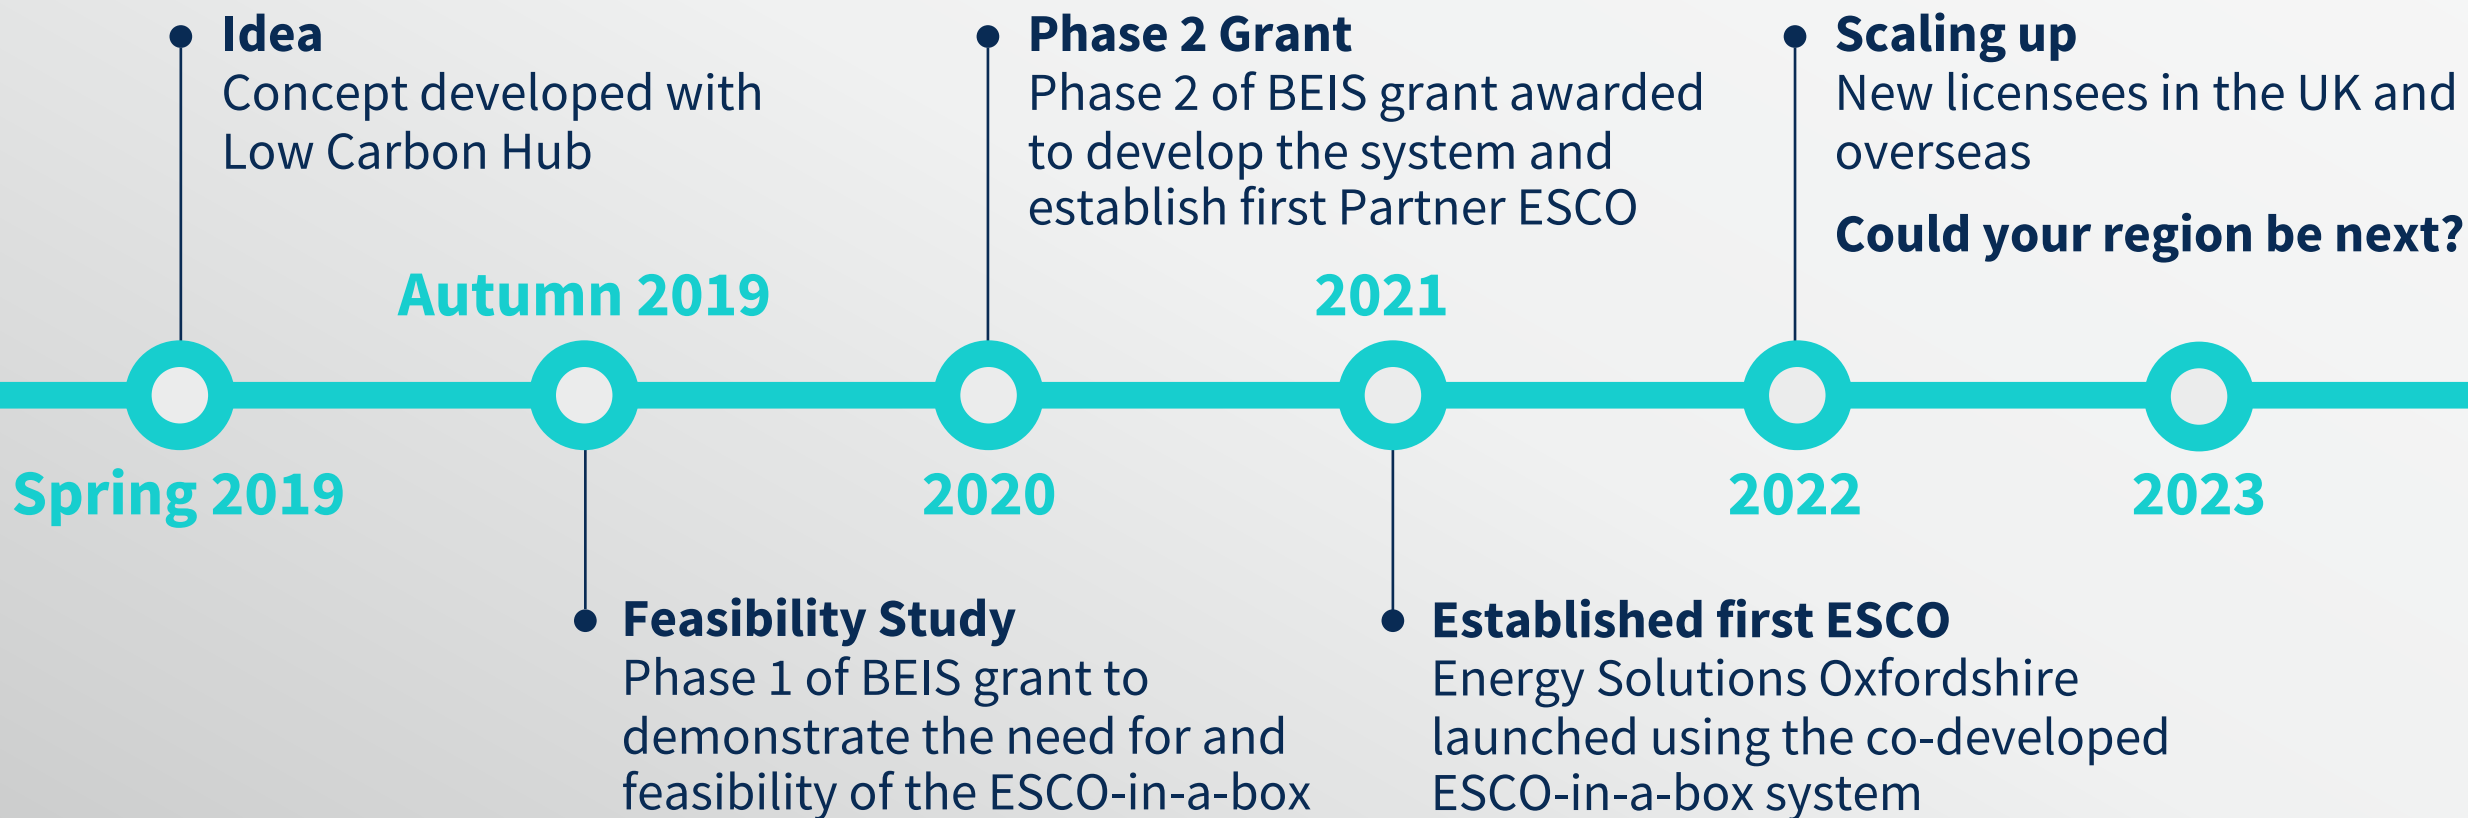 Idea
Concept developed with
Low Carbon Hub
Phase 2 Grant
Phase 2 of BEIS grant awarded
to develop the system and
establish first Partner ESCO
Scaling up
New licensees in the UK and
overseas
Could your region be next?
Autumn 2019
2021
Spring 2019
2020
2022
2023
Feasibility Study
Phase 1 of BEIS grant to
demonstrate the need for and
feasibility of the ESCO-in-a-box
Established first ESCO
Energy Solutions Oxfordshire
launched using the co-developed
ESCO-in-a-box system